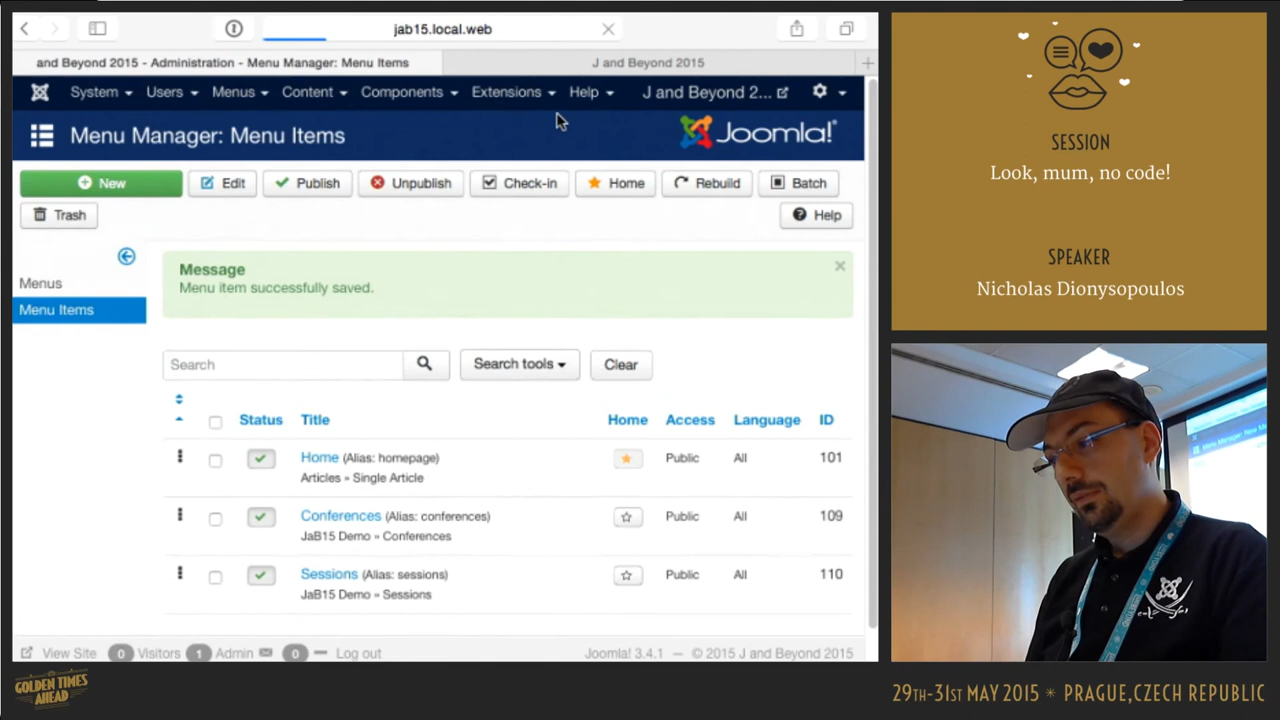 jab15.local.web
and Beyond 2015 - Administration - Menu Manager: Menu Items
J and Beyond 2015
System Users Menus Content Components Extensions Help J and Beyond 2...
Menu Manager: Menu Items
Joomla!
New
Edit
Publish
Unpublish
Check-in
Home
Rebuild
Batch
Trash
Help
Menus
Menu Items
Message
Menu item successfully saved.
Search
Search tools
Clear
Status Title Home Access Language ID
Home (Alias: homepage) Public All 101
Articles » Single Article
Conferences (Alias: conferences) Public All 109
JaB15 Demo » Conferences
Sessions (Alias: sessions) Public All 110
JaB15 Demo » Sessions
View Site 0 Visitors 1 Admin 0 Log out
Joomla! 3.4.1 — © 2015 J and Beyond 2015
SESSION
Look, mum, no code!
SPEAKER
Nicholas Dionysopoulos
GOLDEN TIMES
AHEAD
29TH-31ST MAY 2015 * PRAGUE, CZECH REPUBLIC